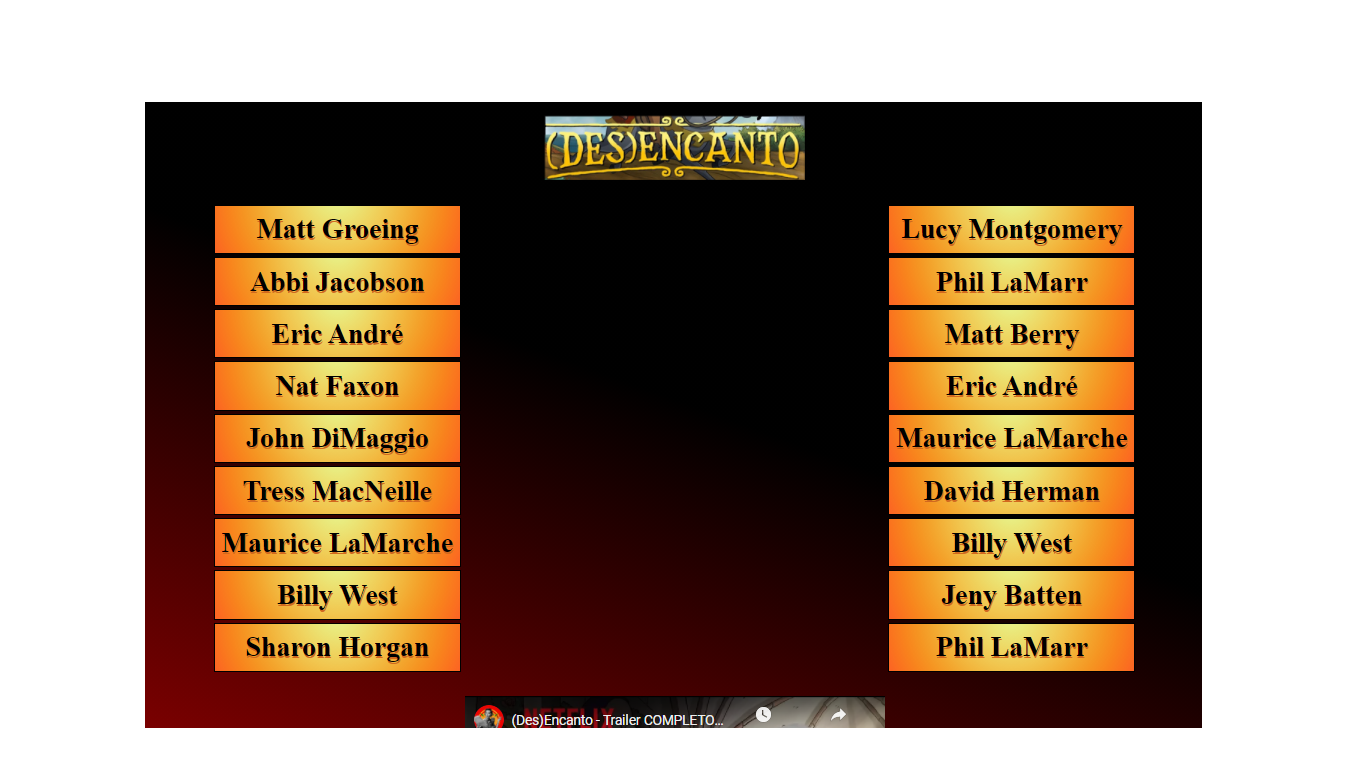 (DES)ENCANTO
Matt Groeing
Abbi Jacobson
Eric André
Nat Faxon
John DiMaggio
Tress MacNeille
Maurice LaMarche
Billy West
Sharon Horgan
Lucy Montgomery
Phil LaMarr
Matt Berry
Eric André
Maurice LaMarche
David Herman
Billy West
Jeny Batten
Phil LaMarr
NETFLIX
(Des)Encanto - Trailer COMPLETO...